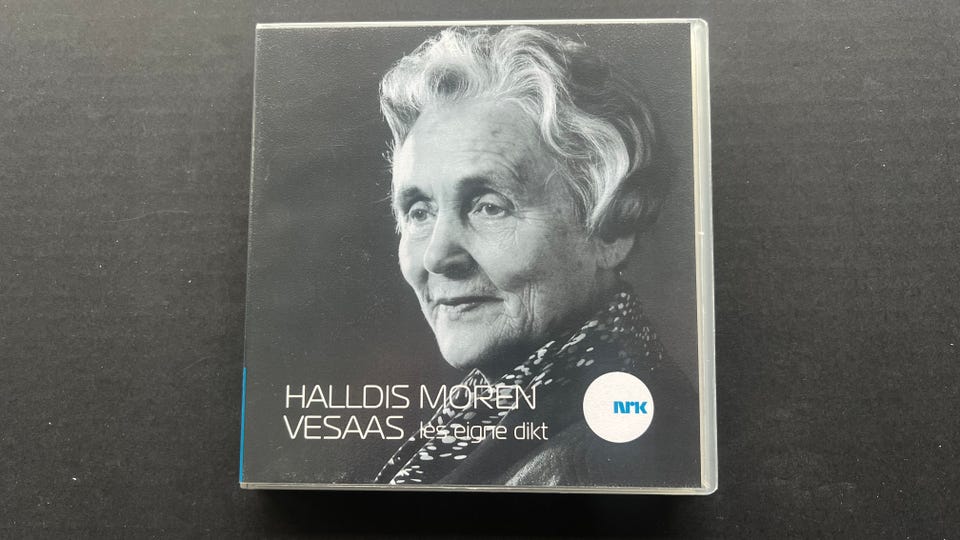 HALLDIS MOREN
VESAAS les eigne dikt
NRK